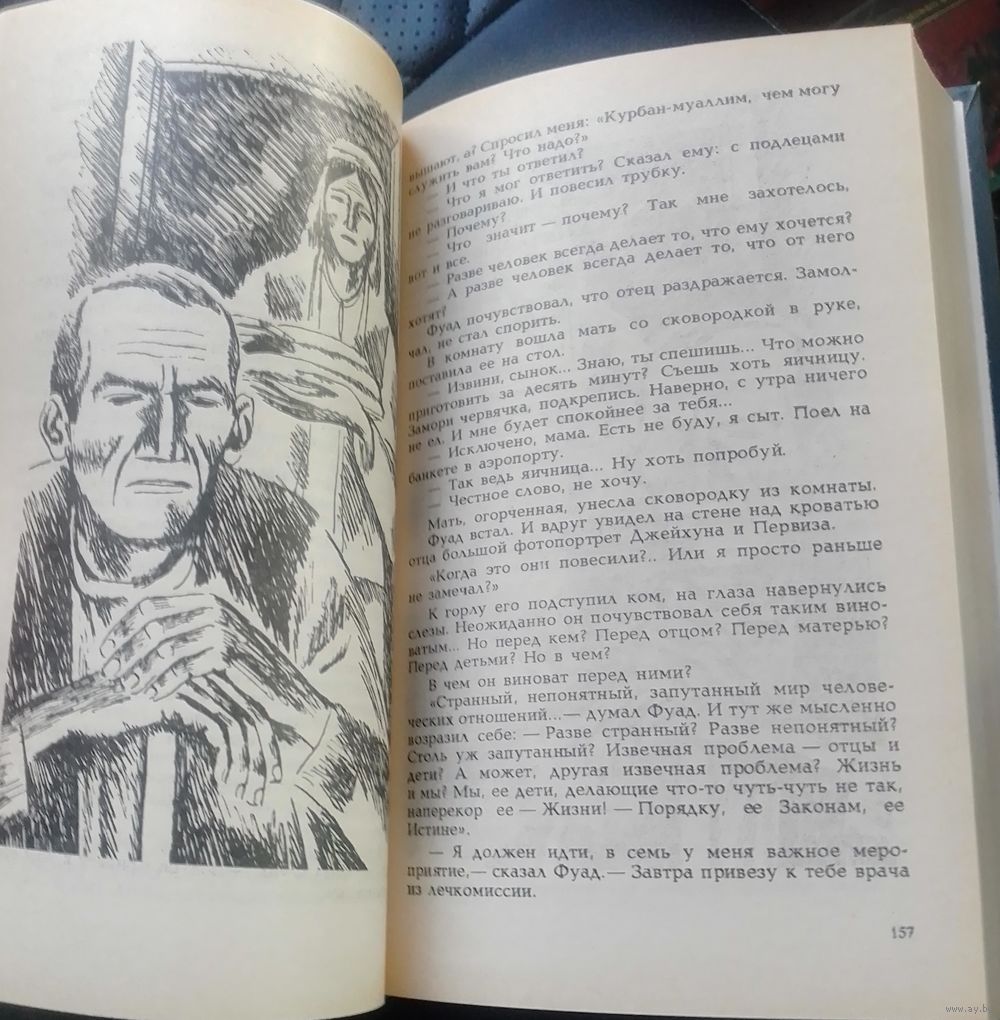 вышают, а? Спросил меня: «Курбан-муаллим, чем могу
служить вам? Что надо?»
— И что ты ответил?
— Что я мог ответить? Сказал ему: с подлецами
не разговариваю. И повесил трубку.
— Почему?
— Что значит — почему? Так мне захотелось,
вот и все.
— Разве человек всегда делает то, что ему хочется?
— А разве человек всегда делает то, что от него
хотят?
Фуад почувствовал, что отец раздражается. Замол-
чал, не стал спорить.
В комнату вошла мать со сковородкой в руке,
поставила ее на стол.
— Извини, сынок... Знаю, ты спешишь... Что можно
приготовить за десять минут? Съешь хоть яичницу.
Замори червячка, подкрепись. Наверно, с утра ничего
не ел. И мне будет спокойнее за тебя...
— Исключено, мама. Есть не буду, я сыт. Поел на
банкете в аэропорту.
— Так ведь яичница... Ну хоть попробуй.
— Честное слово, не хочу.
Мать, огорченная, унесла сковородку из комнаты.
Фуад встал. И вдруг увидел на стене над кроватью
отца большой фотопортрет Джейхуна и Первиза.
«Когда это они повесили?.. Или я просто раньше
не замечал?»
К горлу его подступил ком, на глаза навернулись
слезы. Неожиданно он почувствовал себя таким вино-
ватым... Но перед кем? Перед отцом? Перед матерью?
Перед детьми? Но в чем?
В чем он виноват перед ними?
«Странный, непонятный, запутанный мир челове-
ческих отношений...— думал Фуад. И тут же мысленно
возразил себе: — Разве странный? Разве непонятный?
Столь уж запутанный? Извечная проблема — отцы и
дети? А может, другая извечная проблема? Жизнь
и мы? Мы, ее дети, делающие что-то чуть-чуть не так,
наперекор ее — Жизни! — Порядку, ее Законам, ее
Истине».
— Я должен идти, в семь у меня важное меро-
приятие,— сказал Фуад.— Завтра привезу к тебе врача
из лечкомиссии.
157
www.ay.b